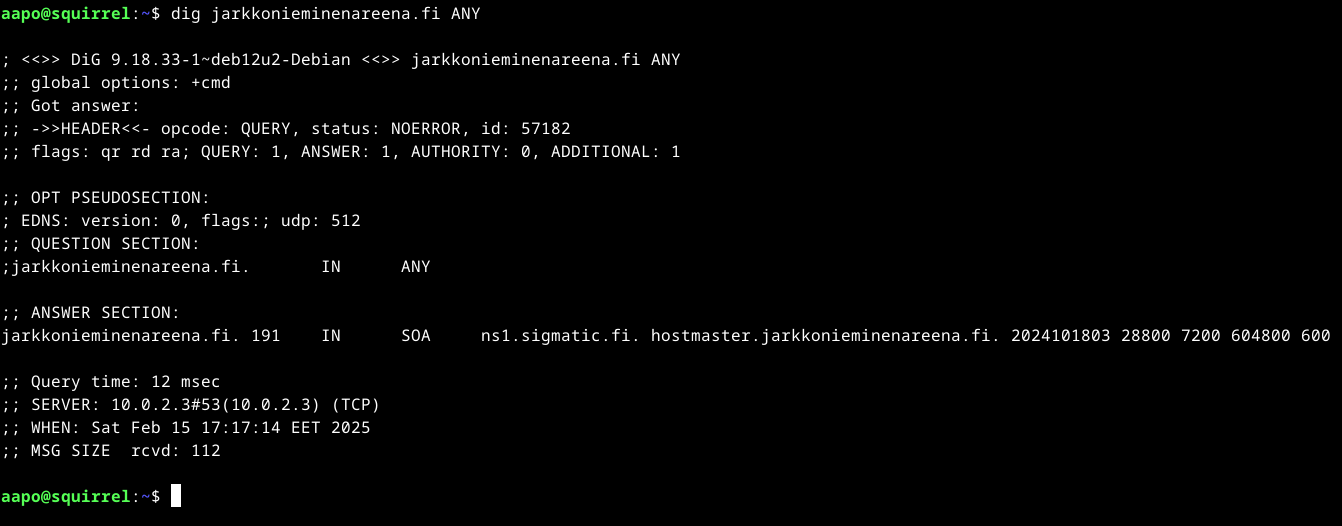 aapo@squirrel:~$ dig jarkkonieminenareena.fi ANY
; <<>> DiG 9.18.33-1~deb12u2-Debian <<>> jarkkonieminenareena.fi ANY
;; global options: +cmd
;; Got answer:
;; ->>HEADER<<- opcode: QUERY, status: NOERROR, id: 57182
;; flags: qr rd ra; QUERY: 1, ANSWER: 1, AUTHORITY: 0, ADDITIONAL: 1
;; OPT PSEUDOSECTION:
; EDNS: version: 0, flags:; udp: 512
;; QUESTION SECTION:
;jarkkonieminenareena.fi. IN ANY
;; ANSWER SECTION:
jarkkonieminenareena.fi. 191 IN SOA ns1.sigmatic.fi. hostmaster.jarkkonieminenareena.fi. 2024101803 28800 7200 604800 600
;; Query time: 12 msec
;; SERVER: 10.0.2.3#53(10.0.2.3) (TCP)
;; WHEN: Sat Feb 15 17:17:14 EET 2025
;; MSG SIZE  rcvd: 112
aapo@squirrel:~$